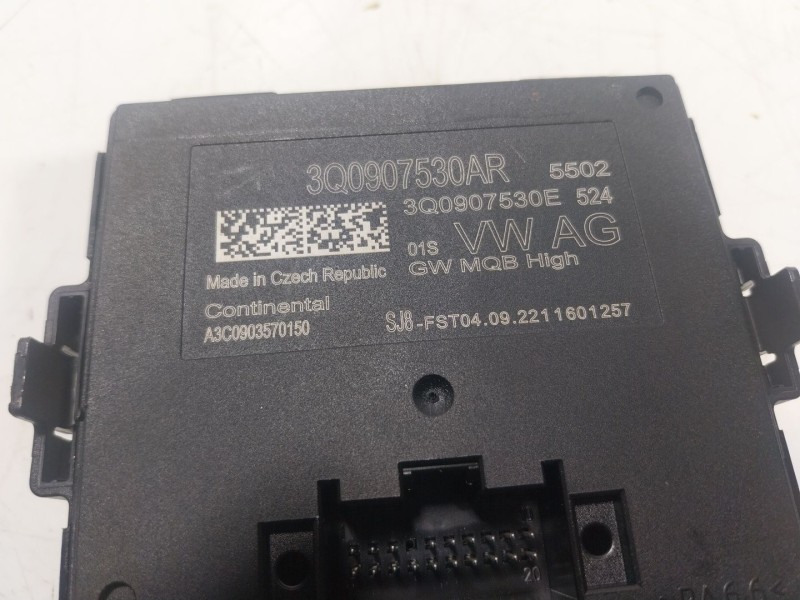 3Q0907530AR 5502
3Q0907530E 524
01S VW AG
GW MQB High
Made in Czech Republic
Continental
A3C0903570150
SJ8-FST04.09.2211601257
20